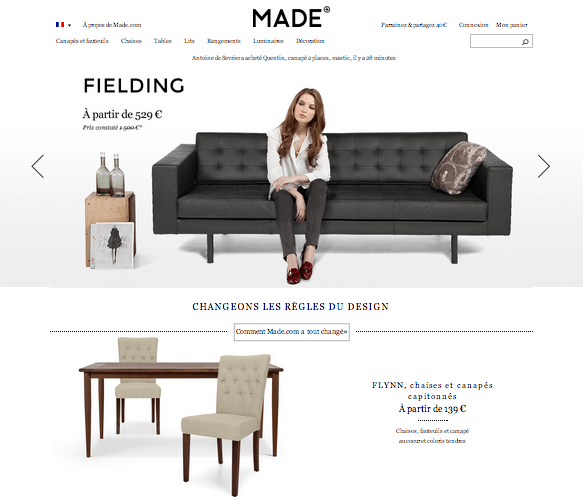 À propos de Made.com
MADE
Parrainez & partagez 40€
Connexion
Mon panier
Canapés et fauteuils
Chaises
Tables
Lits
Rangements
Luminaires
Décoration
Antoine de Sevriera acheté Quentin, canapé 2 places, mastic, il y a 28 minutes
FIELDING
À partir de 529 €
Prix constaté 1 500 €*
CHANGEONS LES RÈGLES DU DESIGN
Comment Made.com a tout changé»
FLYNN, chaises et canapés
capitonnés
À partir de 139 €
Chaises, fauteuils et canapé
au coeur et coloris tendres